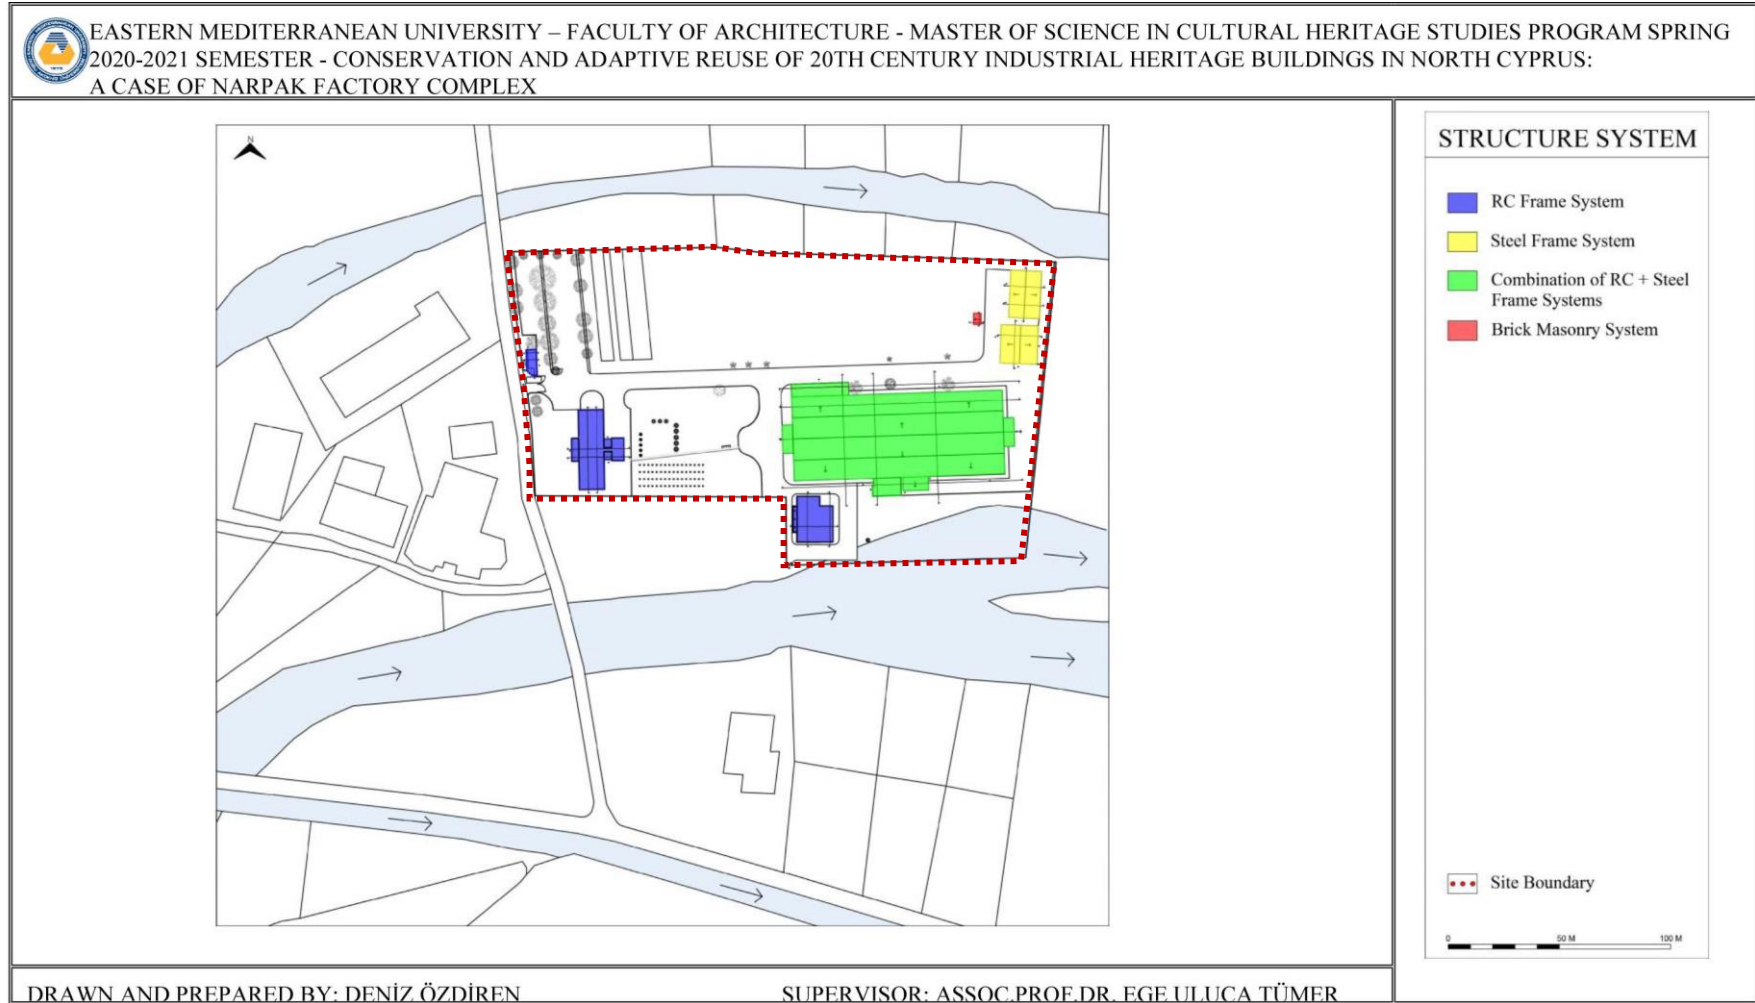 EASTERN MEDITERRANEAN UNIVERSITY – FACULTY OF ARCHITECTURE - MASTER OF SCIENCE IN CULTURAL HERITAGE STUDIES PROGRAM SPRING
2020-2021 SEMESTER - CONSERVATION AND ADAPTIVE REUSE OF 20TH CENTURY INDUSTRIAL HERITAGE BUILDINGS IN NORTH CYPRUS:
A CASE OF NARPAK FACTORY COMPLEX
N
STRUCTURE SYSTEM
RC Frame System
Steel Frame System
Combination of RC + Steel
Frame Systems
Brick Masonry System
Site Boundary
0 50 M 100 M
DRAWN AND PREPARED BY: DENİZ ÖZDİREN
SUPERVISOR: ASSOC.PROF.DR. EGE ULUCA TÜMER